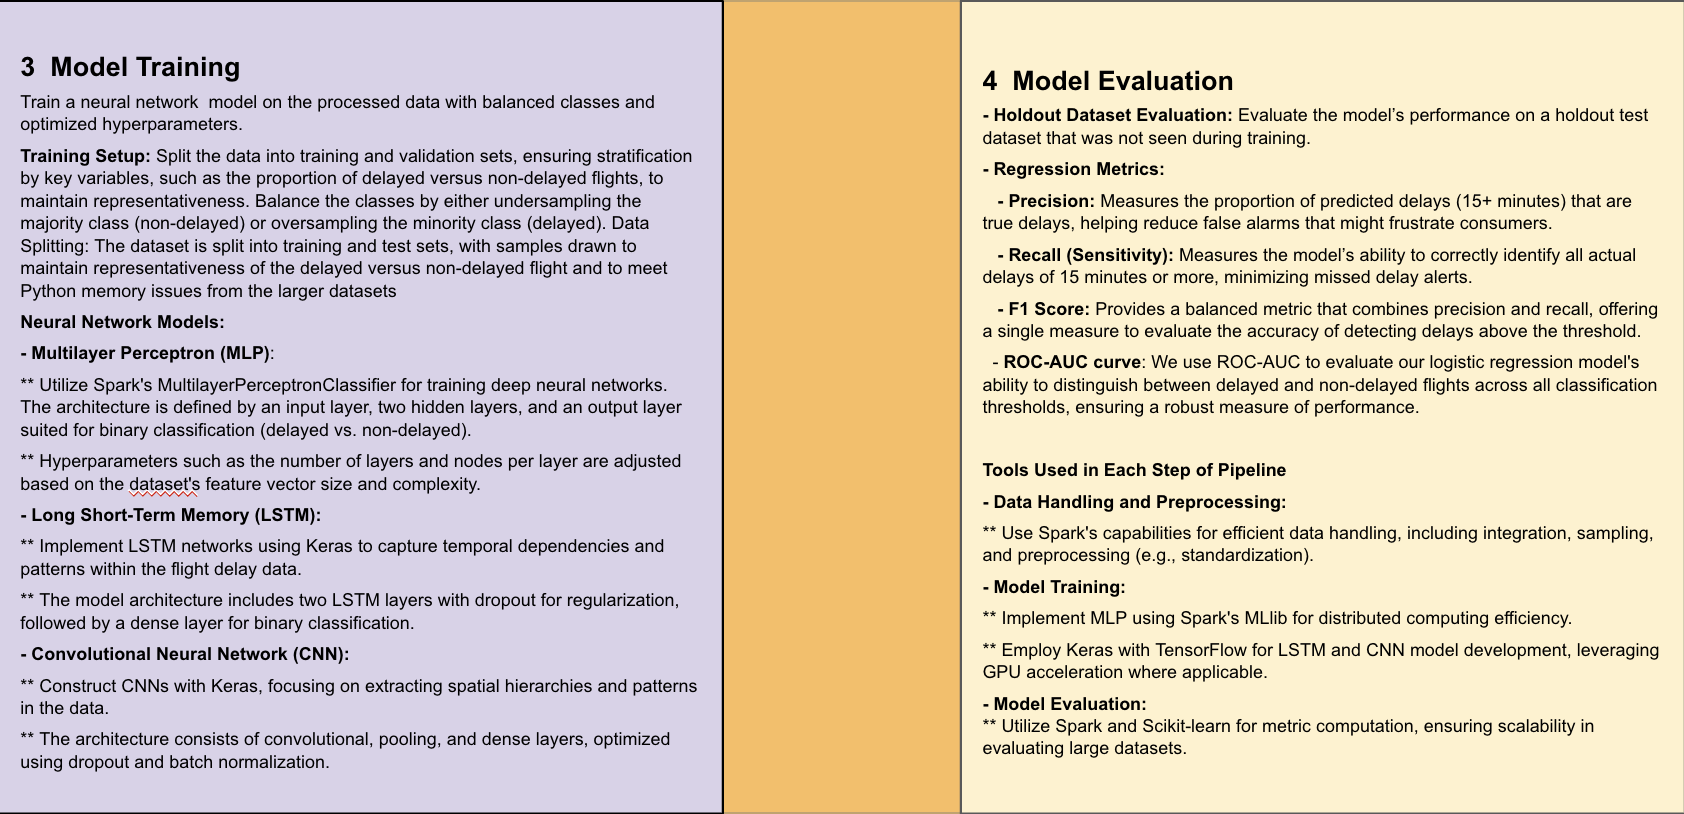 3  Model Training
Train a neural network  model on the processed data with balanced classes and
optimized hyperparameters.
Training Setup: Split the data into training and validation sets, ensuring stratification
by key variables, such as the proportion of delayed versus non-delayed flights, to
maintain representativeness. Balance the classes by either undersampling the
majority class (non-delayed) or oversampling the minority class (delayed). Data
Splitting: The dataset is split into training and test sets, with samples drawn to
maintain representativeness of the delayed versus non-delayed flight and to meet
Python memory issues from the larger datasets
Neural Network Models:
- Multilayer Perceptron (MLP):
** Utilize Spark's MultilayerPerceptronClassifier for training deep neural networks.
The architecture is defined by an input layer, two hidden layers, and an output layer
suited for binary classification (delayed vs. non-delayed).
** Hyperparameters such as the number of layers and nodes per layer are adjusted
based on the dataset's feature vector size and complexity.
- Long Short-Term Memory (LSTM):
** Implement LSTM networks using Keras to capture temporal dependencies and
patterns within the flight delay data.
** The model architecture includes two LSTM layers with dropout for regularization,
followed by a dense layer for binary classification.
- Convolutional Neural Network (CNN):
** Construct CNNs with Keras, focusing on extracting spatial hierarchies and patterns
in the data.
** The architecture consists of convolutional, pooling, and dense layers, optimized
using dropout and batch normalization.
4  Model Evaluation
- Holdout Dataset Evaluation: Evaluate the model’s performance on a holdout test
dataset that was not seen during training.
- Regression Metrics:
- Precision: Measures the proportion of predicted delays (15+ minutes) that are
true delays, helping reduce false alarms that might frustrate consumers.
- Recall (Sensitivity): Measures the model’s ability to correctly identify all actual
delays of 15 minutes or more, minimizing missed delay alerts.
- F1 Score: Provides a balanced metric that combines precision and recall, offering
a single measure to evaluate the accuracy of detecting delays above the threshold.
- ROC-AUC curve: We use ROC-AUC to evaluate our logistic regression model's
ability to distinguish between delayed and non-delayed flights across all classification
thresholds, ensuring a robust measure of performance.
Tools Used in Each Step of Pipeline
- Data Handling and Preprocessing:
** Use Spark's capabilities for efficient data handling, including integration, sampling,
and preprocessing (e.g., standardization).
- Model Training:
** Implement MLP using Spark's MLlib for distributed computing efficiency.
** Employ Keras with TensorFlow for LSTM and CNN model development, leveraging
GPU acceleration where applicable.
- Model Evaluation:
** Utilize Spark and Scikit-learn for metric computation, ensuring scalability in
evaluating large datasets.